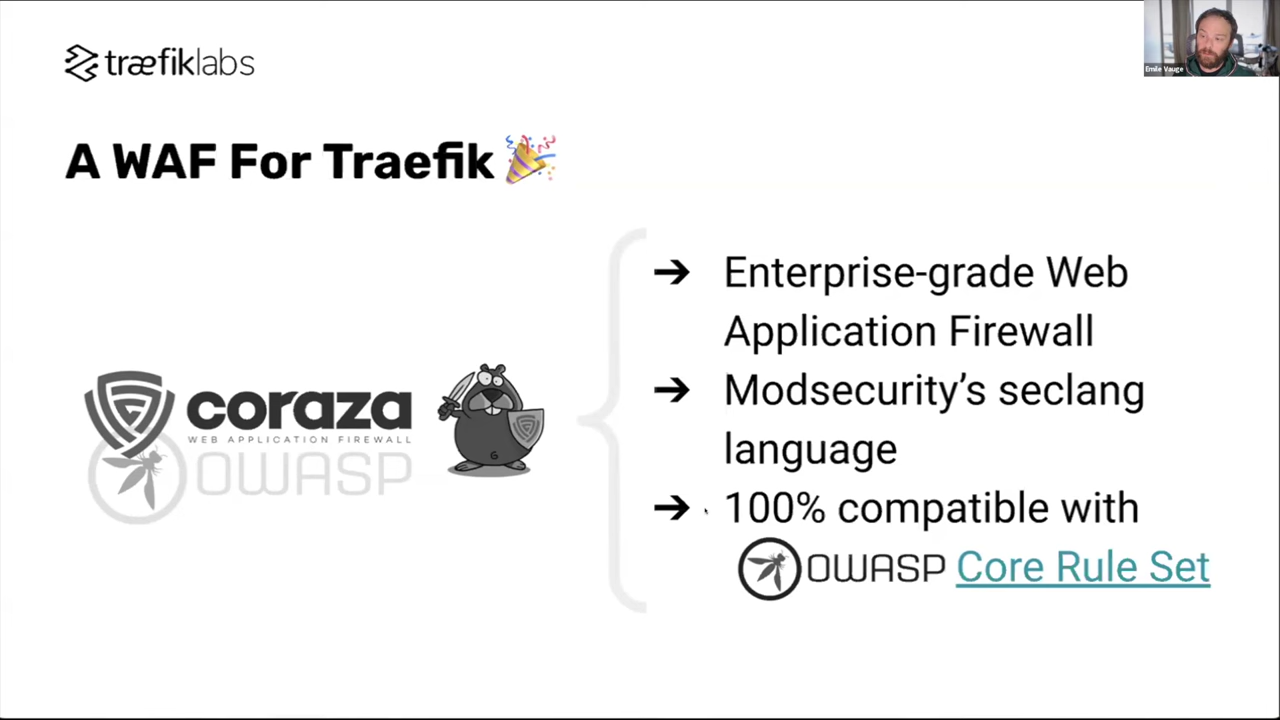 træfiklabs
Emile Vauge
A WAF For Traefik
Enterprise-grade Web
Application Firewall
Modsecurity's seclang
language
100% compatible with
OWASP Core Rule Set
coraza
WEB APPLICATION FIREWALL
OWASP
G